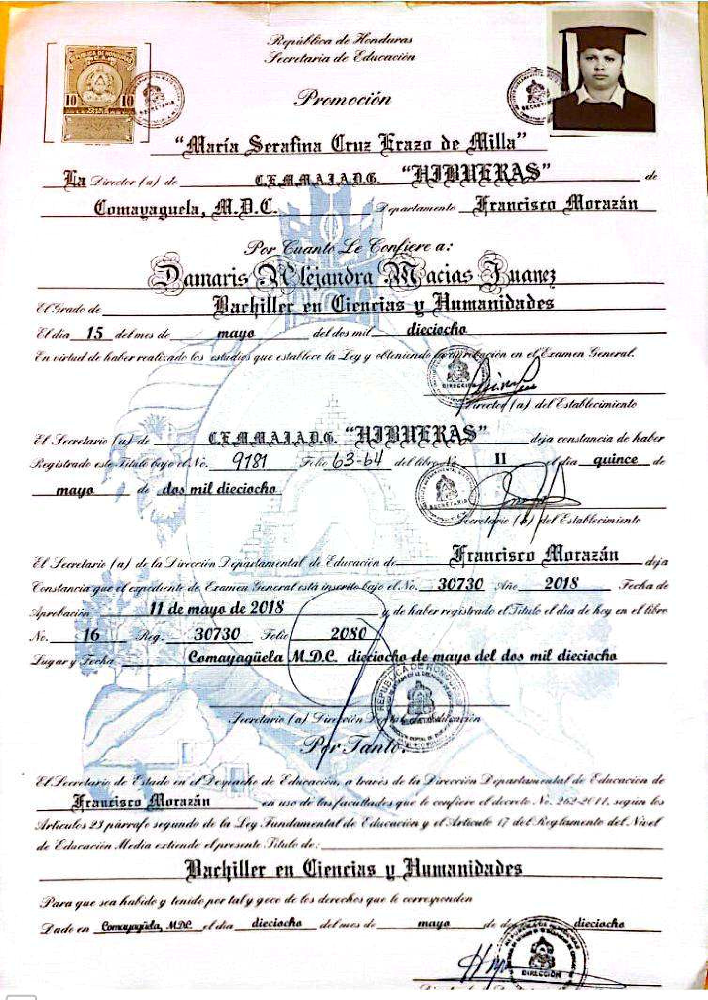 República de Honduras
Secretaria de Educación
REPUBLICA DE HONDURAS
10 10
SECRETARIA
SECRETARIA
Promoción
“María Serafina Cruz Erazo de Milla”
La Director (a) de C.E.M.M.A.J.A.D.G. “HIBUERAS” de
Comayaguela, M.D.C. Departamento Francisco Morazán
Por Cuanto Le Confiere a:
Damaris Alejandra Macias Juanez
El Grado de Bachiller en Ciencias y Humanidades
El dia 15 del mes de mayo del dos mil dieciocho
En virtud de haber realizado los estudios que establece la Ley y obteniendo la aprobación en el Examen General.
DIRECCION
Director (a) del Establecimiento
El Secretario (a) de C.E.M.M.A.J.A.D.G. “HIBUERAS” deja constancia de haber
Registrado este Titulo bajo el No. 9181 Folio 63-64 del libro No II el dia quince de
mayo de dos mil dieciocho
SECRETARIA
Secretario (a) del Establecimiento
El Secretario (a) de la Dirección Departamental de Educación de Francisco Morazán deja
Constancia que el expediente de Examen General está inscrito bajo el No. 30730 Año 2018 Fecha de
Aprobación 11 de mayo de 2018 y de haber registrado el Titulo el dia de hoy en el libro
No. 16 Reg. 30730 Folio 2080
Lugar y Fecha Comayagüela M.D.C. dieciocho de mayo del dos mil dieciocho
REPUBLICA DE HONDURAS
Secretario (a) Dirección Dptal. de Educación
Por Tanto:
El Secretario de Estado en el Despacho de Educación, a través de la Dirección Departamental de Educación de
Francisco Morazán en uso de las facultades que le confiere el decreto No. 262-2011, según los
Articulos 23 párrafo segundo de la Ley Fundamental de Educación y el Articulo 17 del Reglamento del Nivel
de Educación Media extiende el presente Titulo de:
Bachiller en Ciencias y Humanidades
Para que sea habido y tenido por tal y goce de los derechos que le corresponden
Dado en Comayagüela, M.D.C. el dia dieciocho del mes de mayo de dieciocho
DIRECCIÓN